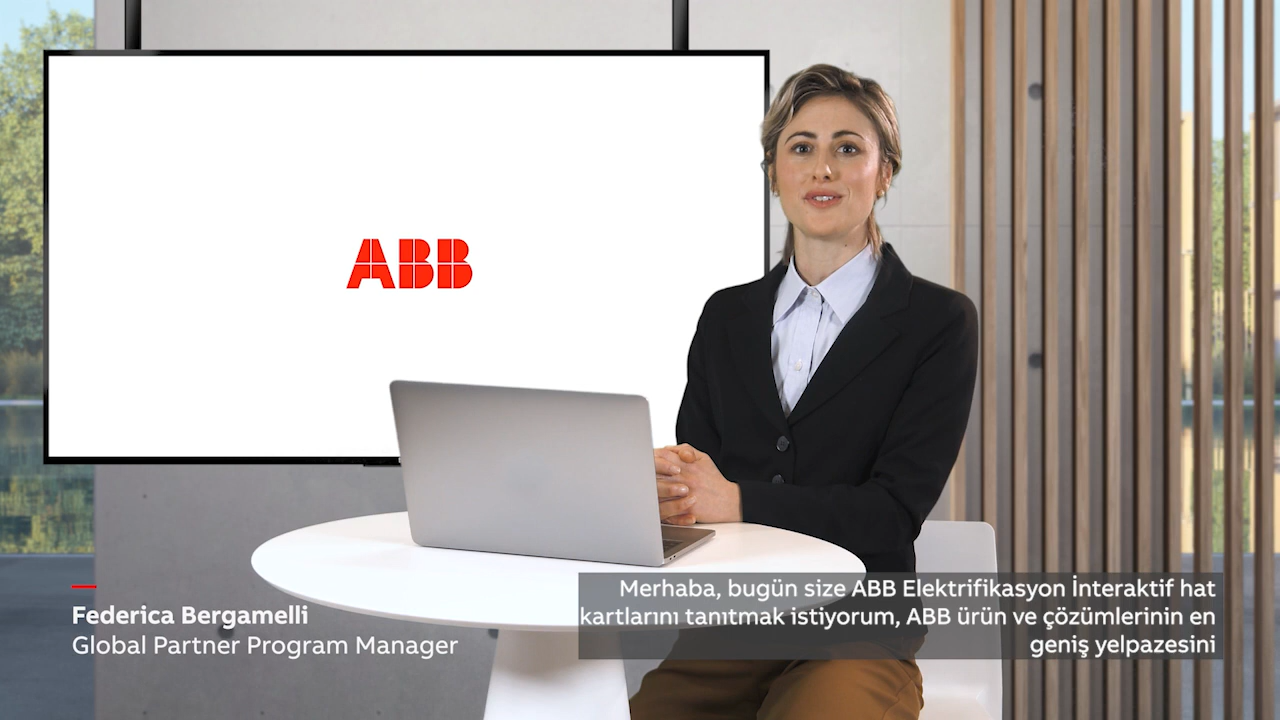 ABB
Federica Bergamelli
Global Partner Program Manager
Merhaba, bugün size ABB Elektrifikasyon İnteraktif hat
kartlarını tanıtmak istiyorum, ABB ürün ve çözümlerinin en
geniş yelpazesini